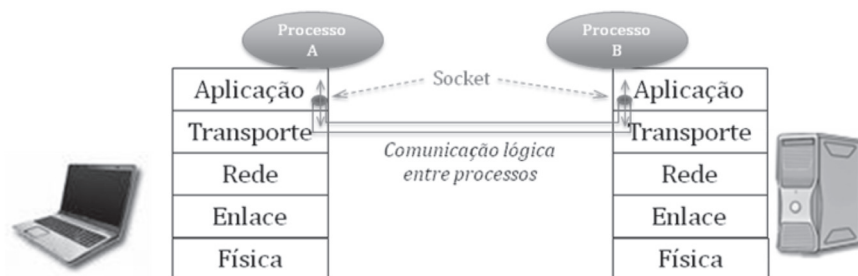 Processo
A
Processo
B
Socket
Aplicação
Aplicação
Transporte
Transporte
Comunicação lógica
entre processos
Rede
Rede
Enlace
Enlace
Física
Física